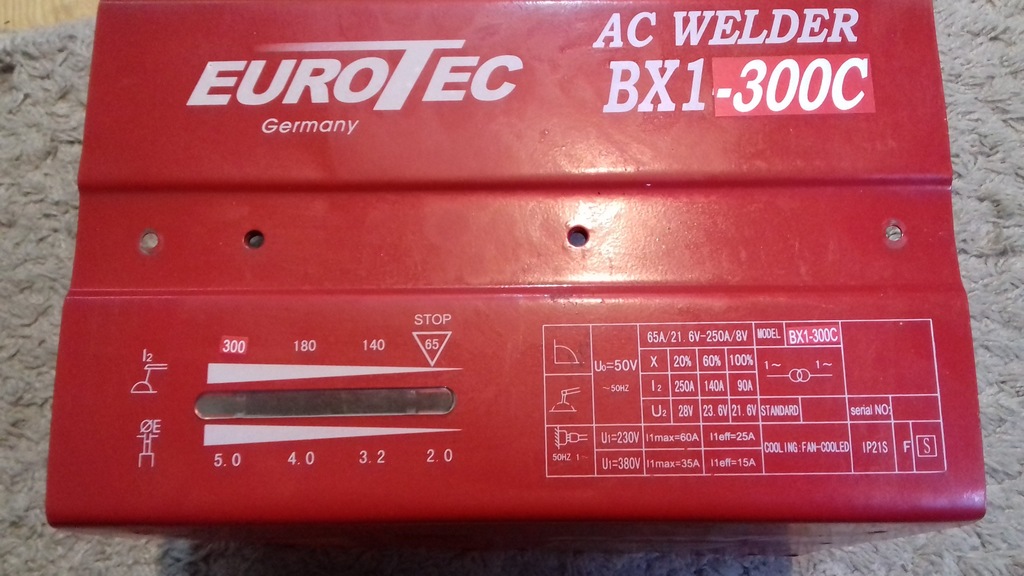 AC WELDER
EUROTEC
BX1-300C
Germany
STOP
I2
300 180 140 65
ØE
5.0 4.0 3.2 2.0
65A/21.6V-250A/8V MODEL BX1-300C
U0=50V X 20% 60% 100% 1~ 1~
~50HZ I2 250A 140A 90A
U2 28V 23.6V 21.6V STANDARD serial NO:
U1=230V I1max=60A I1eff=25A COOLING:FAN-COOLED IP21S F S
50HZ 1~ U1=380V I1max=35A I1eff=15A